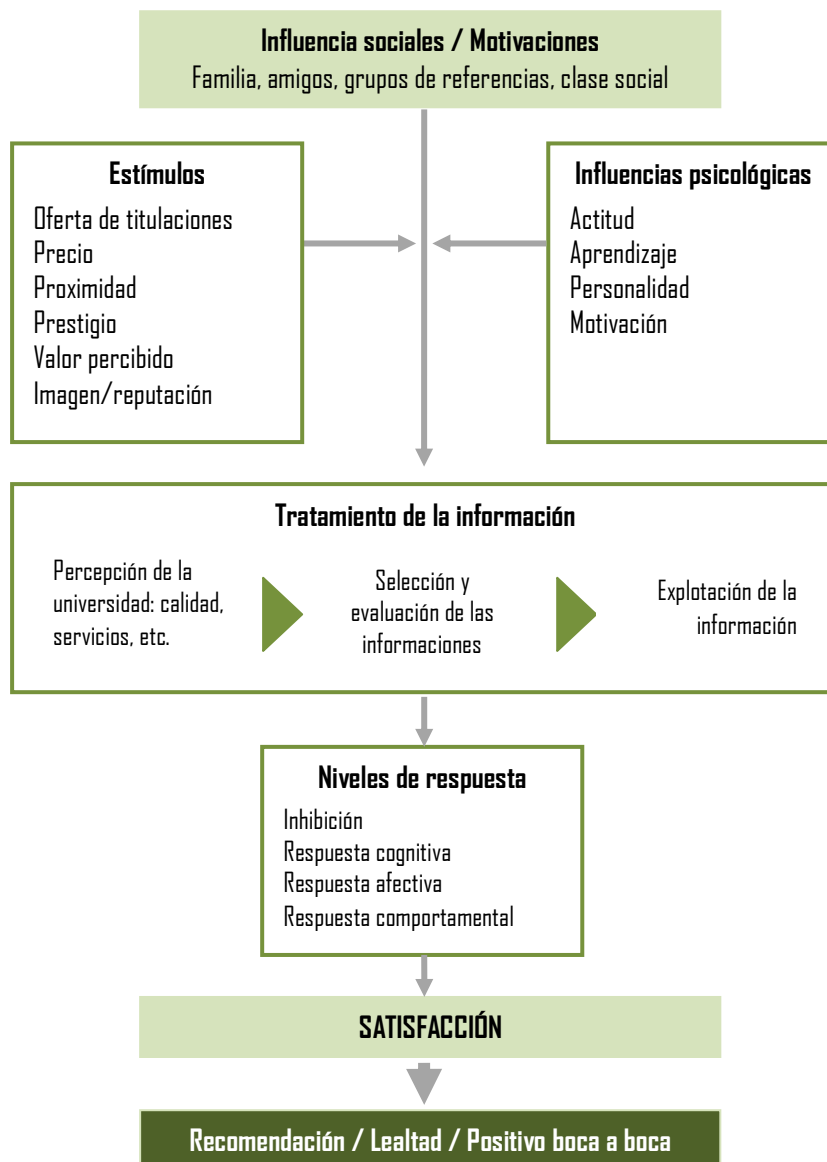 Influencia sociales / Motivaciones
Familia, amigos, grupos de referencias, clase social
Estímulos
Oferta de titulaciones
Precio
Proximidad
Prestigio
Valor percibido
Imagen/reputación
Influencias psicológicas
Actitud
Aprendizaje
Personalidad
Motivación
Tratamiento de la información
Percepción de la
universidad: calidad,
servicios, etc.
Selección y
evaluación de las
informaciones
Explotación de la
información
Niveles de respuesta
Inhibición
Respuesta cognitiva
Respuesta afectiva
Respuesta comportamental
SATISFACCIÓN
Recomendación / Lealtad / Positivo boca a boca